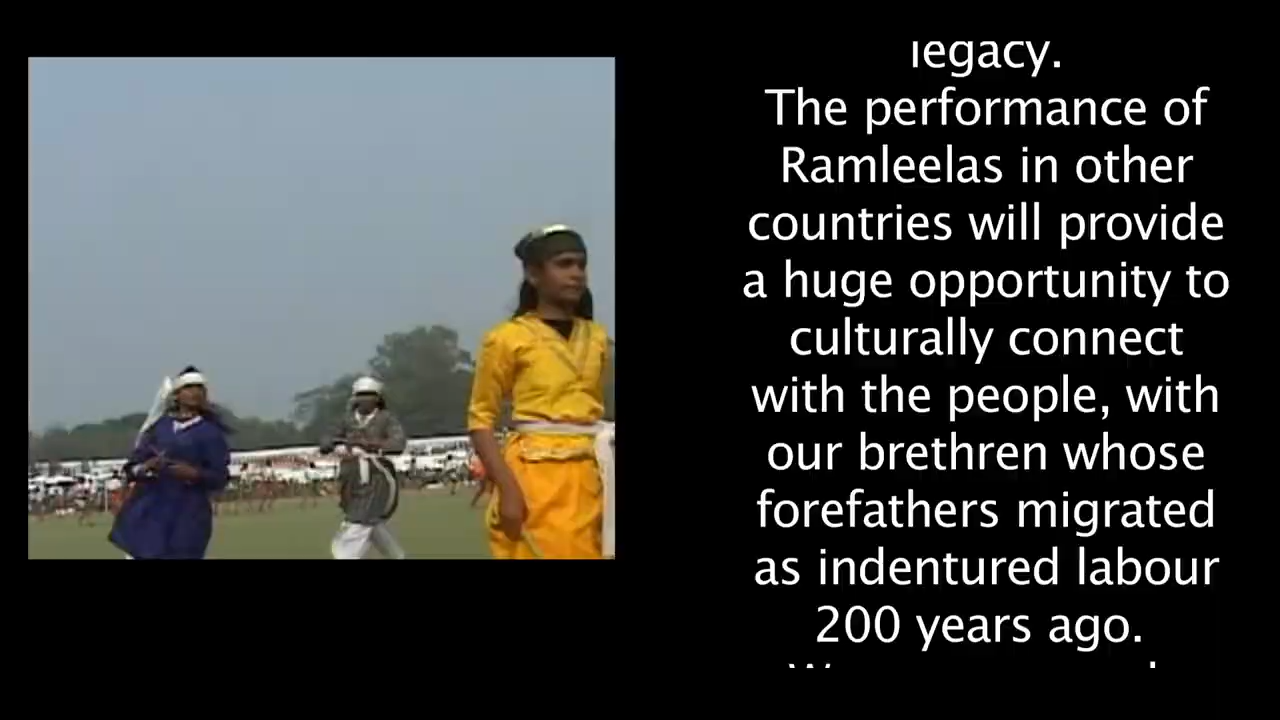 legacy.
The performance of
Ramleelas in other
countries will provide
a huge opportunity to
culturally connect
with the people, with
our brethren whose
forefathers migrated
as indentured labour
200 years ago.